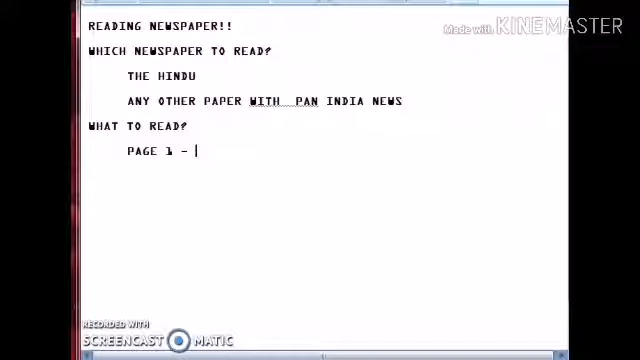 READING NEWSPAPER!!
Made with KINEMASTER
WHICH NEWSPAPER TO READ?
THE HINDU
ANY OTHER PAPER WITH PAN INDIA NEWS
WHAT TO READ?
PAGE 1 -
RECORDED WITH
SCREENCAST MATIC